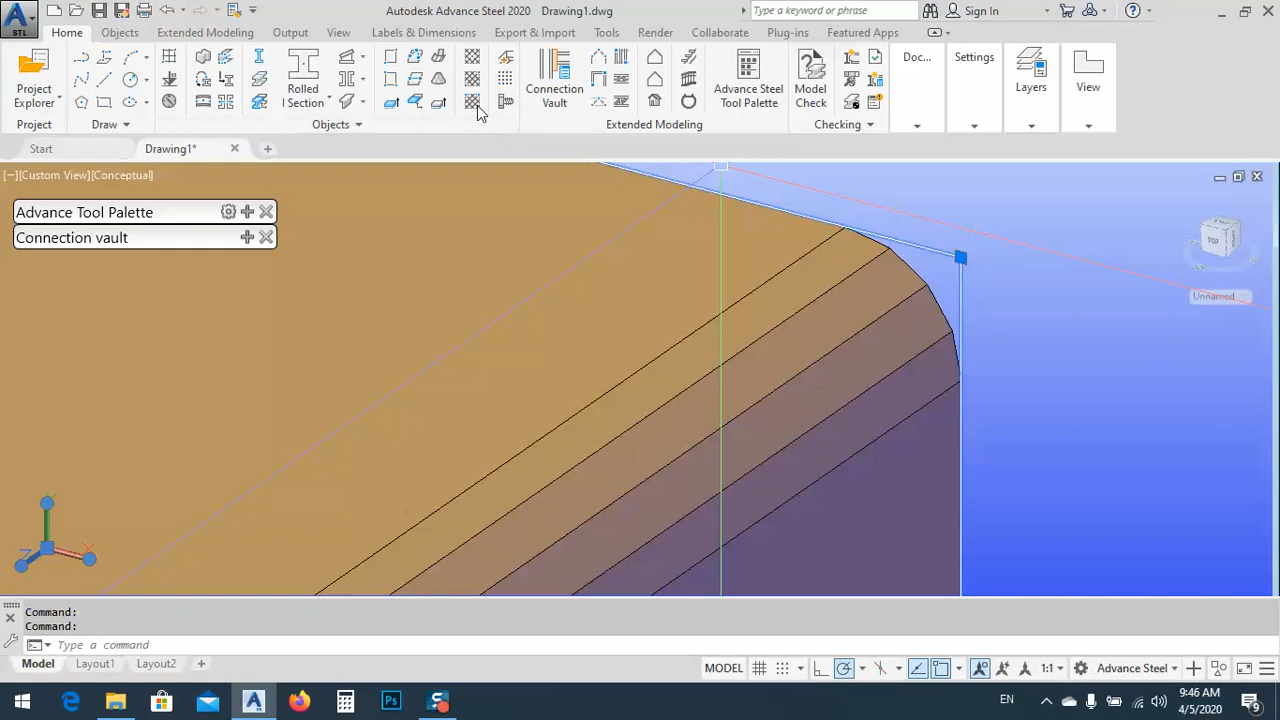 Autodesk Advance Steel 2020 Drawing1.dwg
Type a keyword or phrase
Sign In
STL
Home Objects Extended Modeling Output View Labels & Dimensions Export & Import Tools Render Collaborate Plug-ins Featured Apps
Project
Explorer
Rolled
I Section
Connection
Vault
Advance Steel
Tool Palette
Model
Check
Doc...
Settings
Layers
View
Project Draw Objects Extended Modeling Checking
Start Drawing1*
[−][Custom View][Conceptual]
Advance Tool Palette
Connection vault
TOP
Unnamed
X
Command:
Command:
Type a command
Model Layout1 Layout2
MODEL 1:1 Advance Steel
Ps
EN
9:46 AM
4/5/2020
9